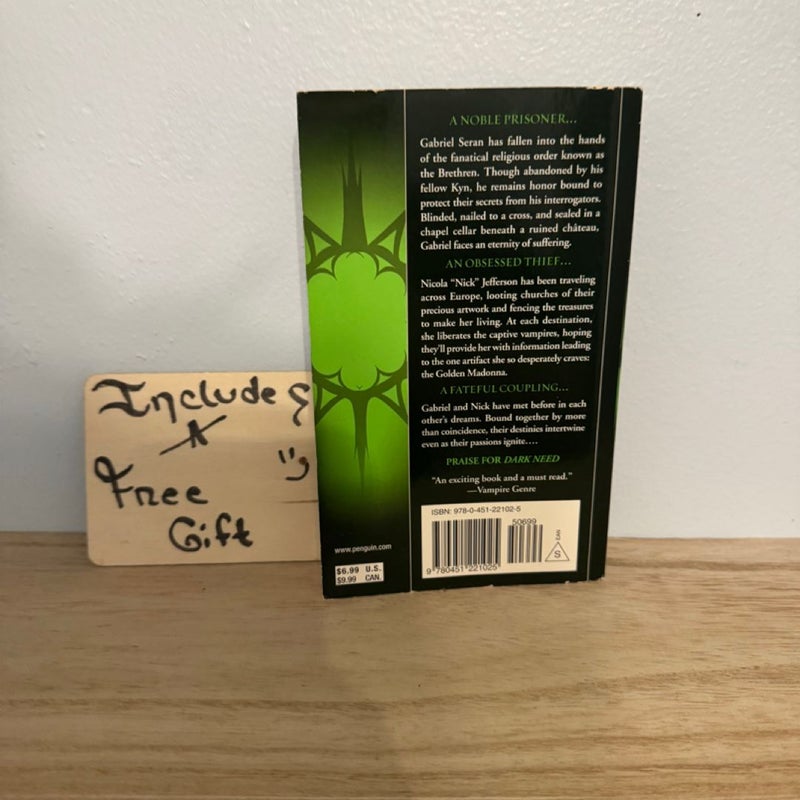 Includes
A
Free
Gift
A NOBLE PRISONER...
Gabriel Seran has fallen into the hands
of the fanatical religious order known as
the Brethren. Though abandoned by his
fellow Kyn, he remains honor bound to
protect their secrets from his interrogators.
Blinded, nailed to a cross, and sealed in a
chapel cellar beneath a ruined château,
Gabriel faces an eternity of suffering.
AN OBSESSED THIEF...
Nicola "Nick" Jefferson has been traveling
across Europe, looting churches of their
precious artwork and fencing the treasures
to make her living. At each destination,
she liberates the captive vampires, hoping
they'll provide her with information leading
to the one artifact she so desperately craves:
the Golden Madonna.
A FATEFUL COUPLING...
Gabriel and Nick have met before in each
other's dreams. Bound together by more
than coincidence, their destinies intertwine
even as their passions ignite....
PRAISE FOR DARK NEED
"An exciting book and a must read."
—Vampire Genre
ISBN: 978-0-451-22102-5
50699
9 780451 221025
EAN
S
www.penguin.com
$6.99 U.S.
$9.99 CAN.